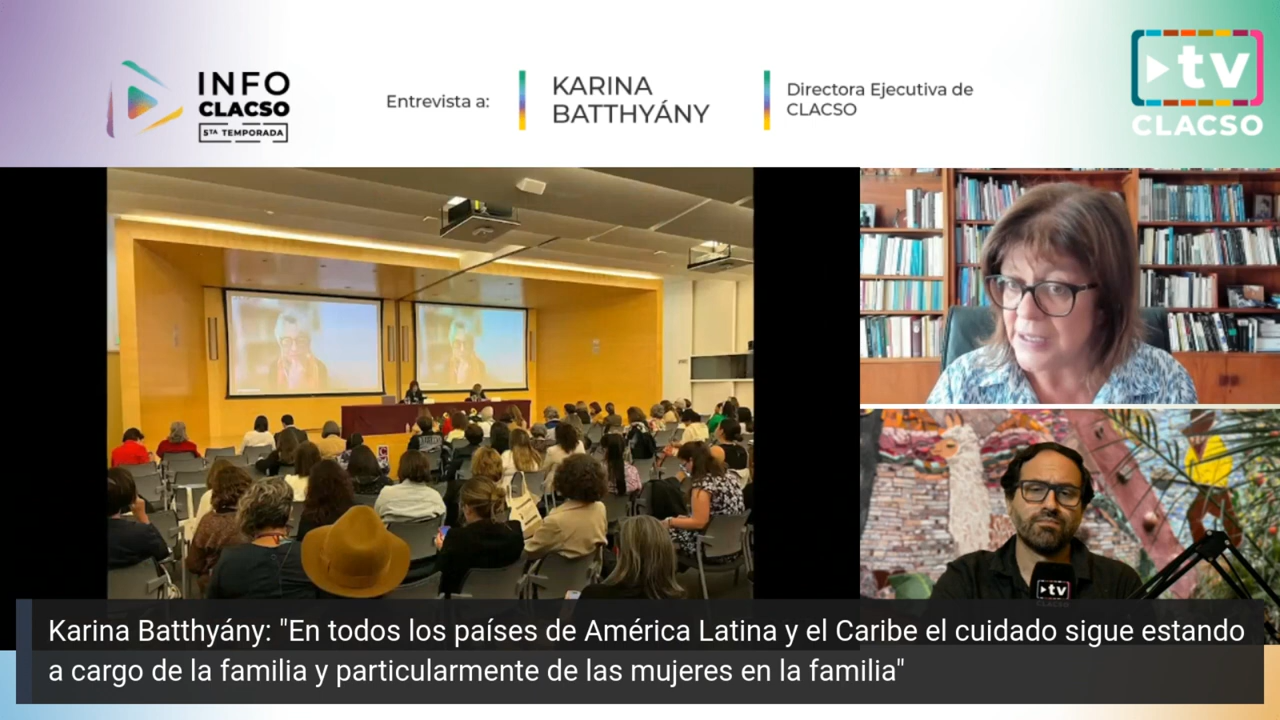 INFO
CLACSO
5TA TEMPORADA
Entrevista a:
KARINA
BATTHYÁNY
Directora Ejecutiva de
CLACSO
tv
CLACSO
tv
CLACSO
Karina Batthyány: "En todos los países de América Latina y el Caribe el cuidado sigue estando
a cargo de la familia y particularmente de las mujeres en la familia"